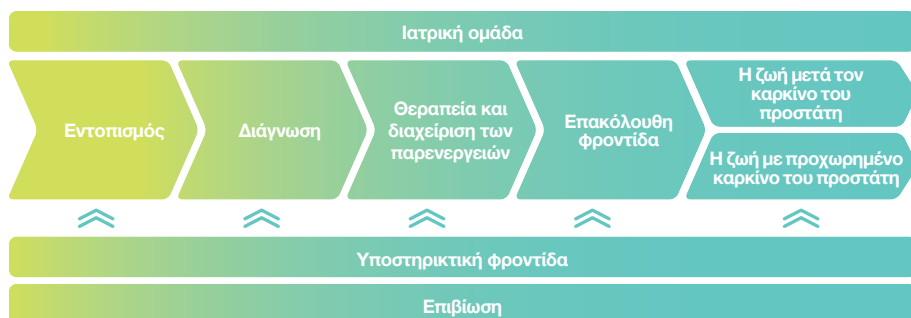 Ιατρική ομάδα
Εντοπισμός
Διάγνωση
Θεραπεία και
διαχείριση των
παρενεργειών
Επακόλουθη
φροντίδα
Η ζωή μετά τον
καρκίνο του
προστάτη
Η ζωή με προχωρημένο
καρκίνο του προστάτη
Υποστηρικτική φροντίδα
Επιβίωση